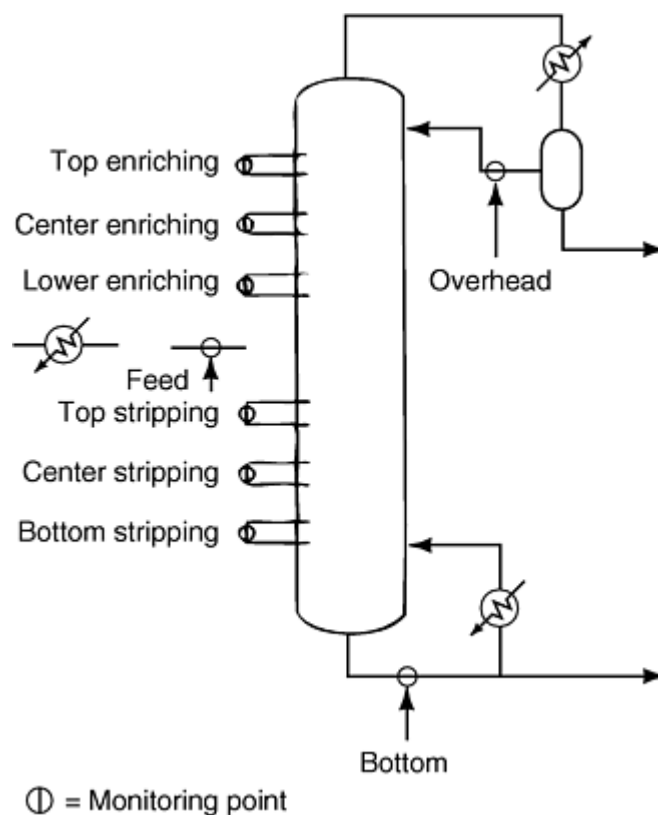 Top enriching
Center enriching
Lower enriching
Overhead
Feed
Top stripping
Center stripping
Bottom stripping
Bottom
= Monitoring point